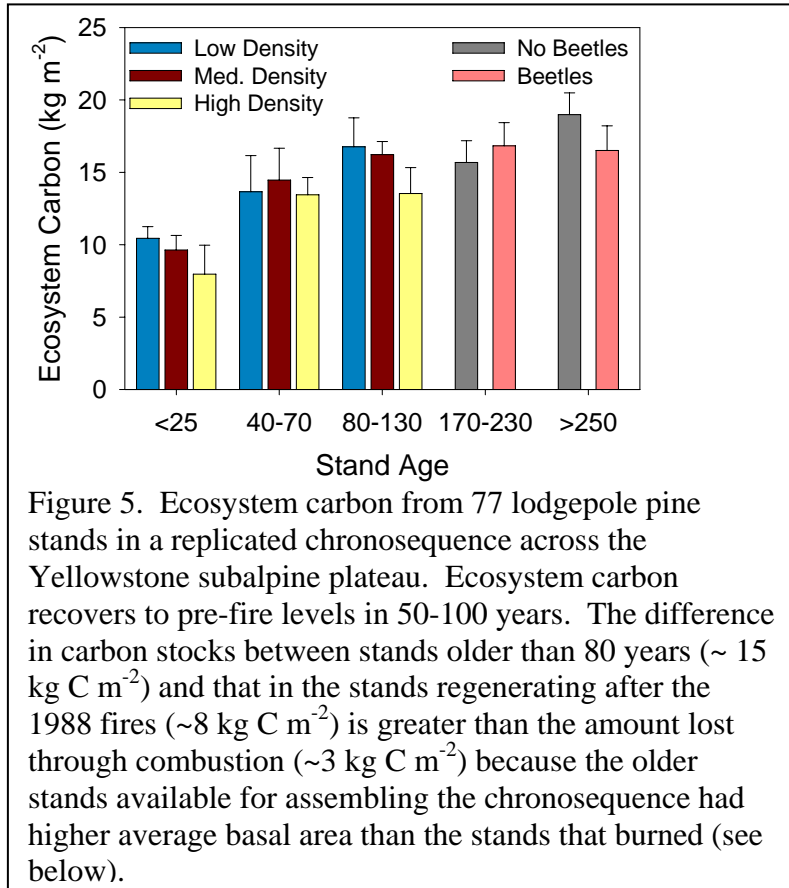 25
20
15
10
5
0
Ecosystem Carbon (kg m-2)
Low Density
Med. Density
High Density
No Beetles
Beetles
<25 40-70 80-130 170-230 >250
Stand Age
Figure 5. Ecosystem carbon from 77 lodgepole pine
stands in a replicated chronosequence across the
Yellowstone subalpine plateau. Ecosystem carbon
recovers to pre-fire levels in 50-100 years. The difference
in carbon stocks between stands older than 80 years (~ 15
kg C m-2) and that in the stands regenerating after the
1988 fires (~8 kg C m-2) is greater than the amount lost
through combustion (~3 kg C m-2) because the older
stands available for assembling the chronosequence had
higher average basal area than the stands that burned (see
below).